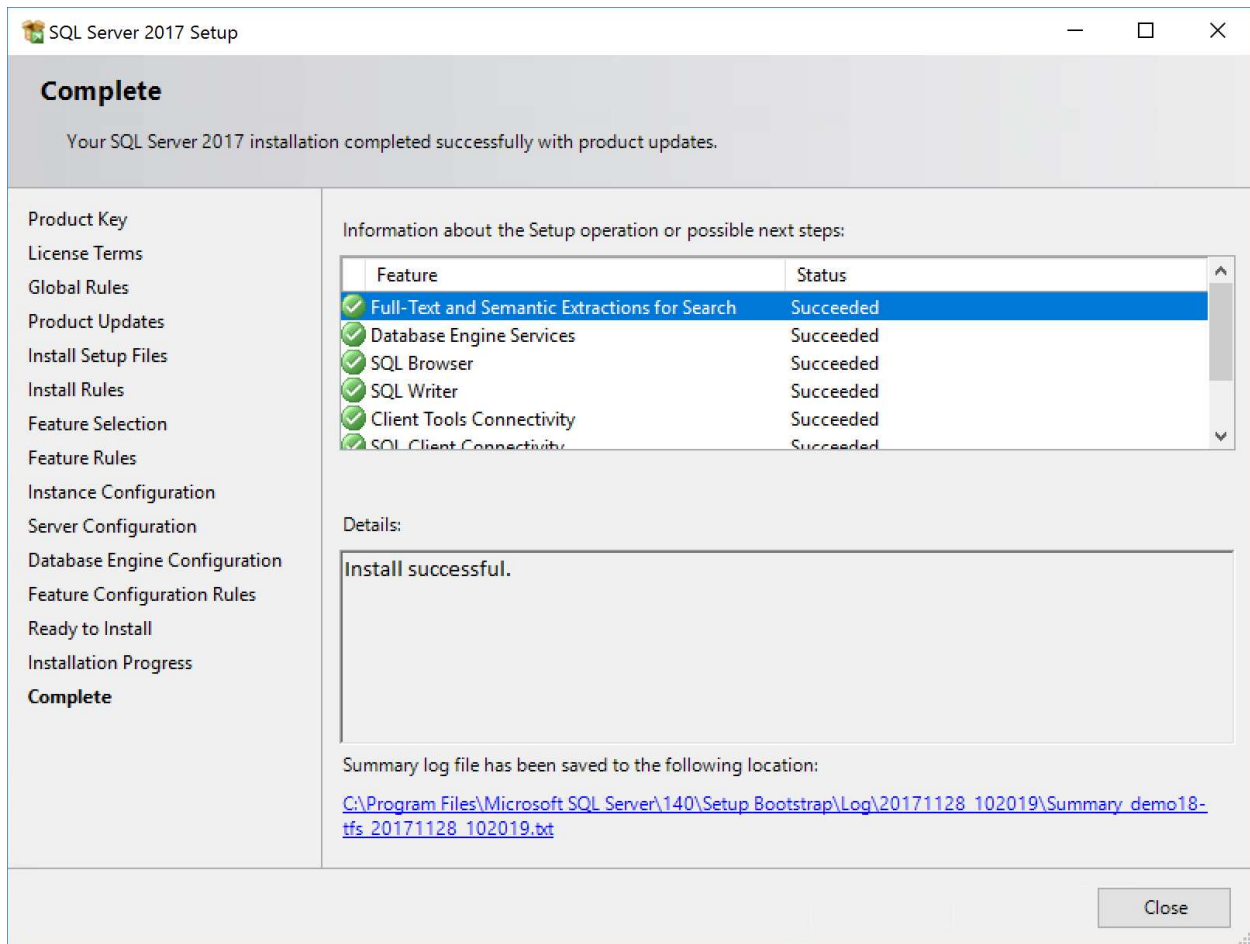 SQL Server 2017 Setup
Complete
Your SQL Server 2017 installation completed successfully with product updates.
Product Key
License Terms
Global Rules
Product Updates
Install Setup Files
Install Rules
Feature Selection
Feature Rules
Instance Configuration
Server Configuration
Database Engine Configuration
Feature Configuration Rules
Ready to Install
Installation Progress
Complete
Information about the Setup operation or possible next steps:
Feature Status
Full-Text and Semantic Extractions for Search Succeeded
Database Engine Services Succeeded
SQL Browser Succeeded
SQL Writer Succeeded
Client Tools Connectivity Succeeded
SQL Client Connectivity Succeeded
Details:
Install successful.
Summary log file has been saved to the following location:
C:\Program Files\Microsoft SQL Server\140\Setup Bootstrap\Log\20171128_102019\Summary_demo18-
tfs_20171128_102019.txt
Close